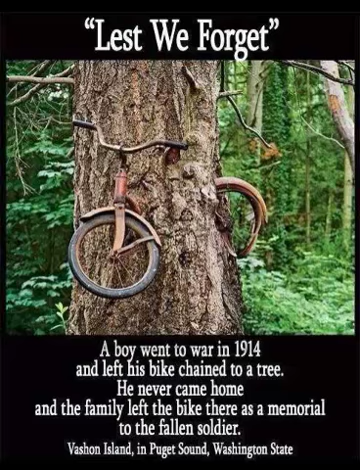 “Lest We Forget”
A boy went to war in 1914
and left his bike chained to a tree.
He never came home
and the family left the bike there as a memorial
to the fallen soldier.
Vashon Island, in Puget Sound, Washington State